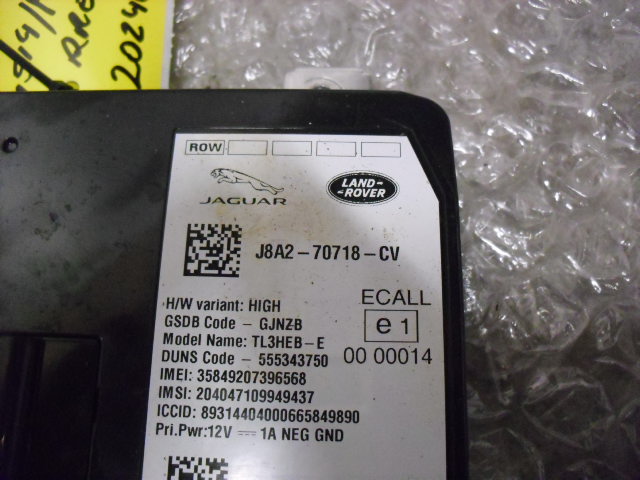 2024
ROW
JAGUAR
LAND-
-ROVER
J8A2-70718-CV
H/W variant: HIGH
GSDB Code - GJNZB
Model Name: TL3HEB-E
DUNS Code - 555343750
IMEI: 35849207396568
IMSI: 204047109949437
ICCID: 89314404000665849890
Pri.Pwr:12V ⎓ 1A NEG GND
ECALL
e1
00 00014